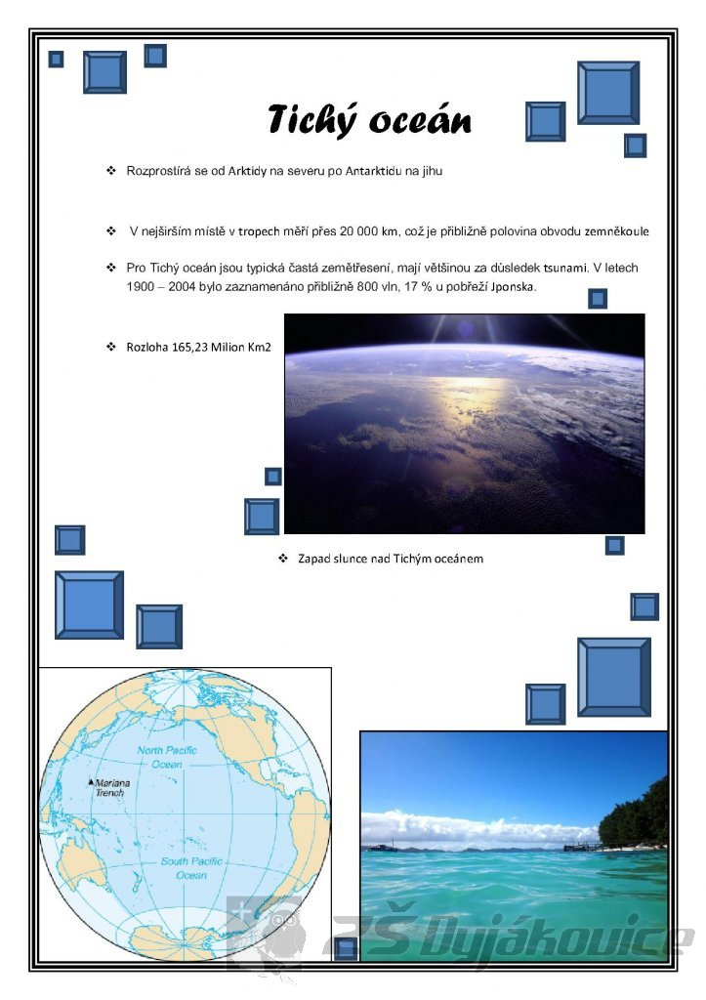 Tichý oceán
❖ Rozprostírá se od Arktidy na severu po Antarktidu na jihu
❖ V nejširším místě v tropech měří přes 20 000 km, což je přibližně polovina obvodu zemněkoule
❖ Pro Tichý oceán jsou typická častá zemětřesení, mají většinou za důsledek tsunami. V letech
1900 – 2004 bylo zaznamenáno přibližně 800 vln, 17 % u pobřeží Jponska.
❖ Rozloha 165,23 Milion Km2
❖ Zapad slunce nad Tichým oceánem
North Pacific
Ocean
Mariana
Trench
South Pacific
Ocean
ZŠ Dyjákovice